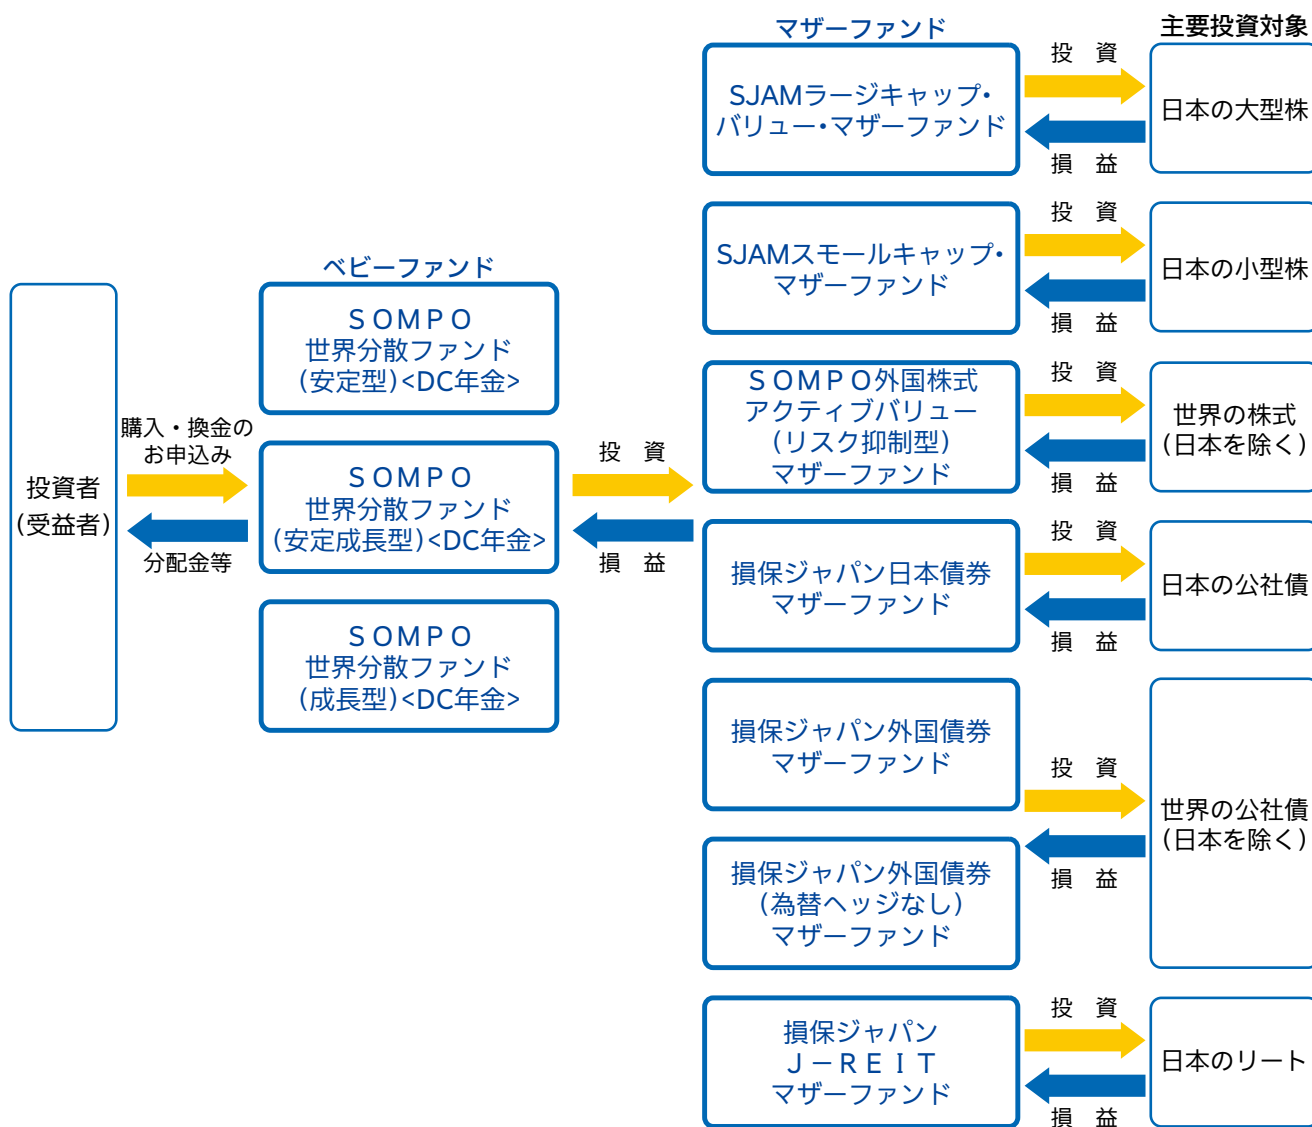 投資者
(受益者)
購入・換金の
お申込み
分配金等
ベビーファンド
ＳＯＭＰＯ
世界分散ファンド
(安定型)<DC年金>
ＳＯＭＰＯ
世界分散ファンド
(安定成長型)<DC年金>
ＳＯＭＰＯ
世界分散ファンド
(成長型)<DC年金>
投　資
損　益
マザーファンド
主要投資対象
SJAMラージキャップ・
バリュー・マザーファンド
投　資
損　益
日本の大型株
SJAMスモールキャップ・
マザーファンド
投　資
損　益
日本の小型株
ＳＯＭＰＯ外国株式
アクティブバリュー
(リスク抑制型)
マザーファンド
投　資
損　益
世界の株式
(日本を除く)
損保ジャパン日本債券
マザーファンド
投　資
損　益
日本の公社債
損保ジャパン外国債券
マザーファンド
損保ジャパン外国債券
(為替ヘッジなし)
マザーファンド
投　資
損　益
世界の公社債
(日本を除く)
損保ジャパン
Ｊ－ＲＥＩＴ
マザーファンド
投　資
損　益
日本のリート